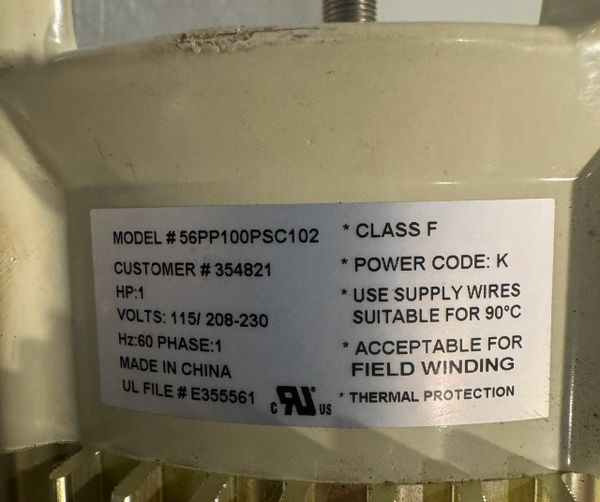 MODEL # 56PP100PSC102
CUSTOMER # 354821
HP:1
VOLTS: 115/ 208-230
Hz:60 PHASE:1
MADE IN CHINA
UL FILE # E355561
* CLASS F
* POWER CODE: K
* USE SUPPLY WIRES
SUITABLE FOR 90°C
* ACCEPTABLE FOR
FIELD WINDING
* THERMAL PROTECTION
C RU® US